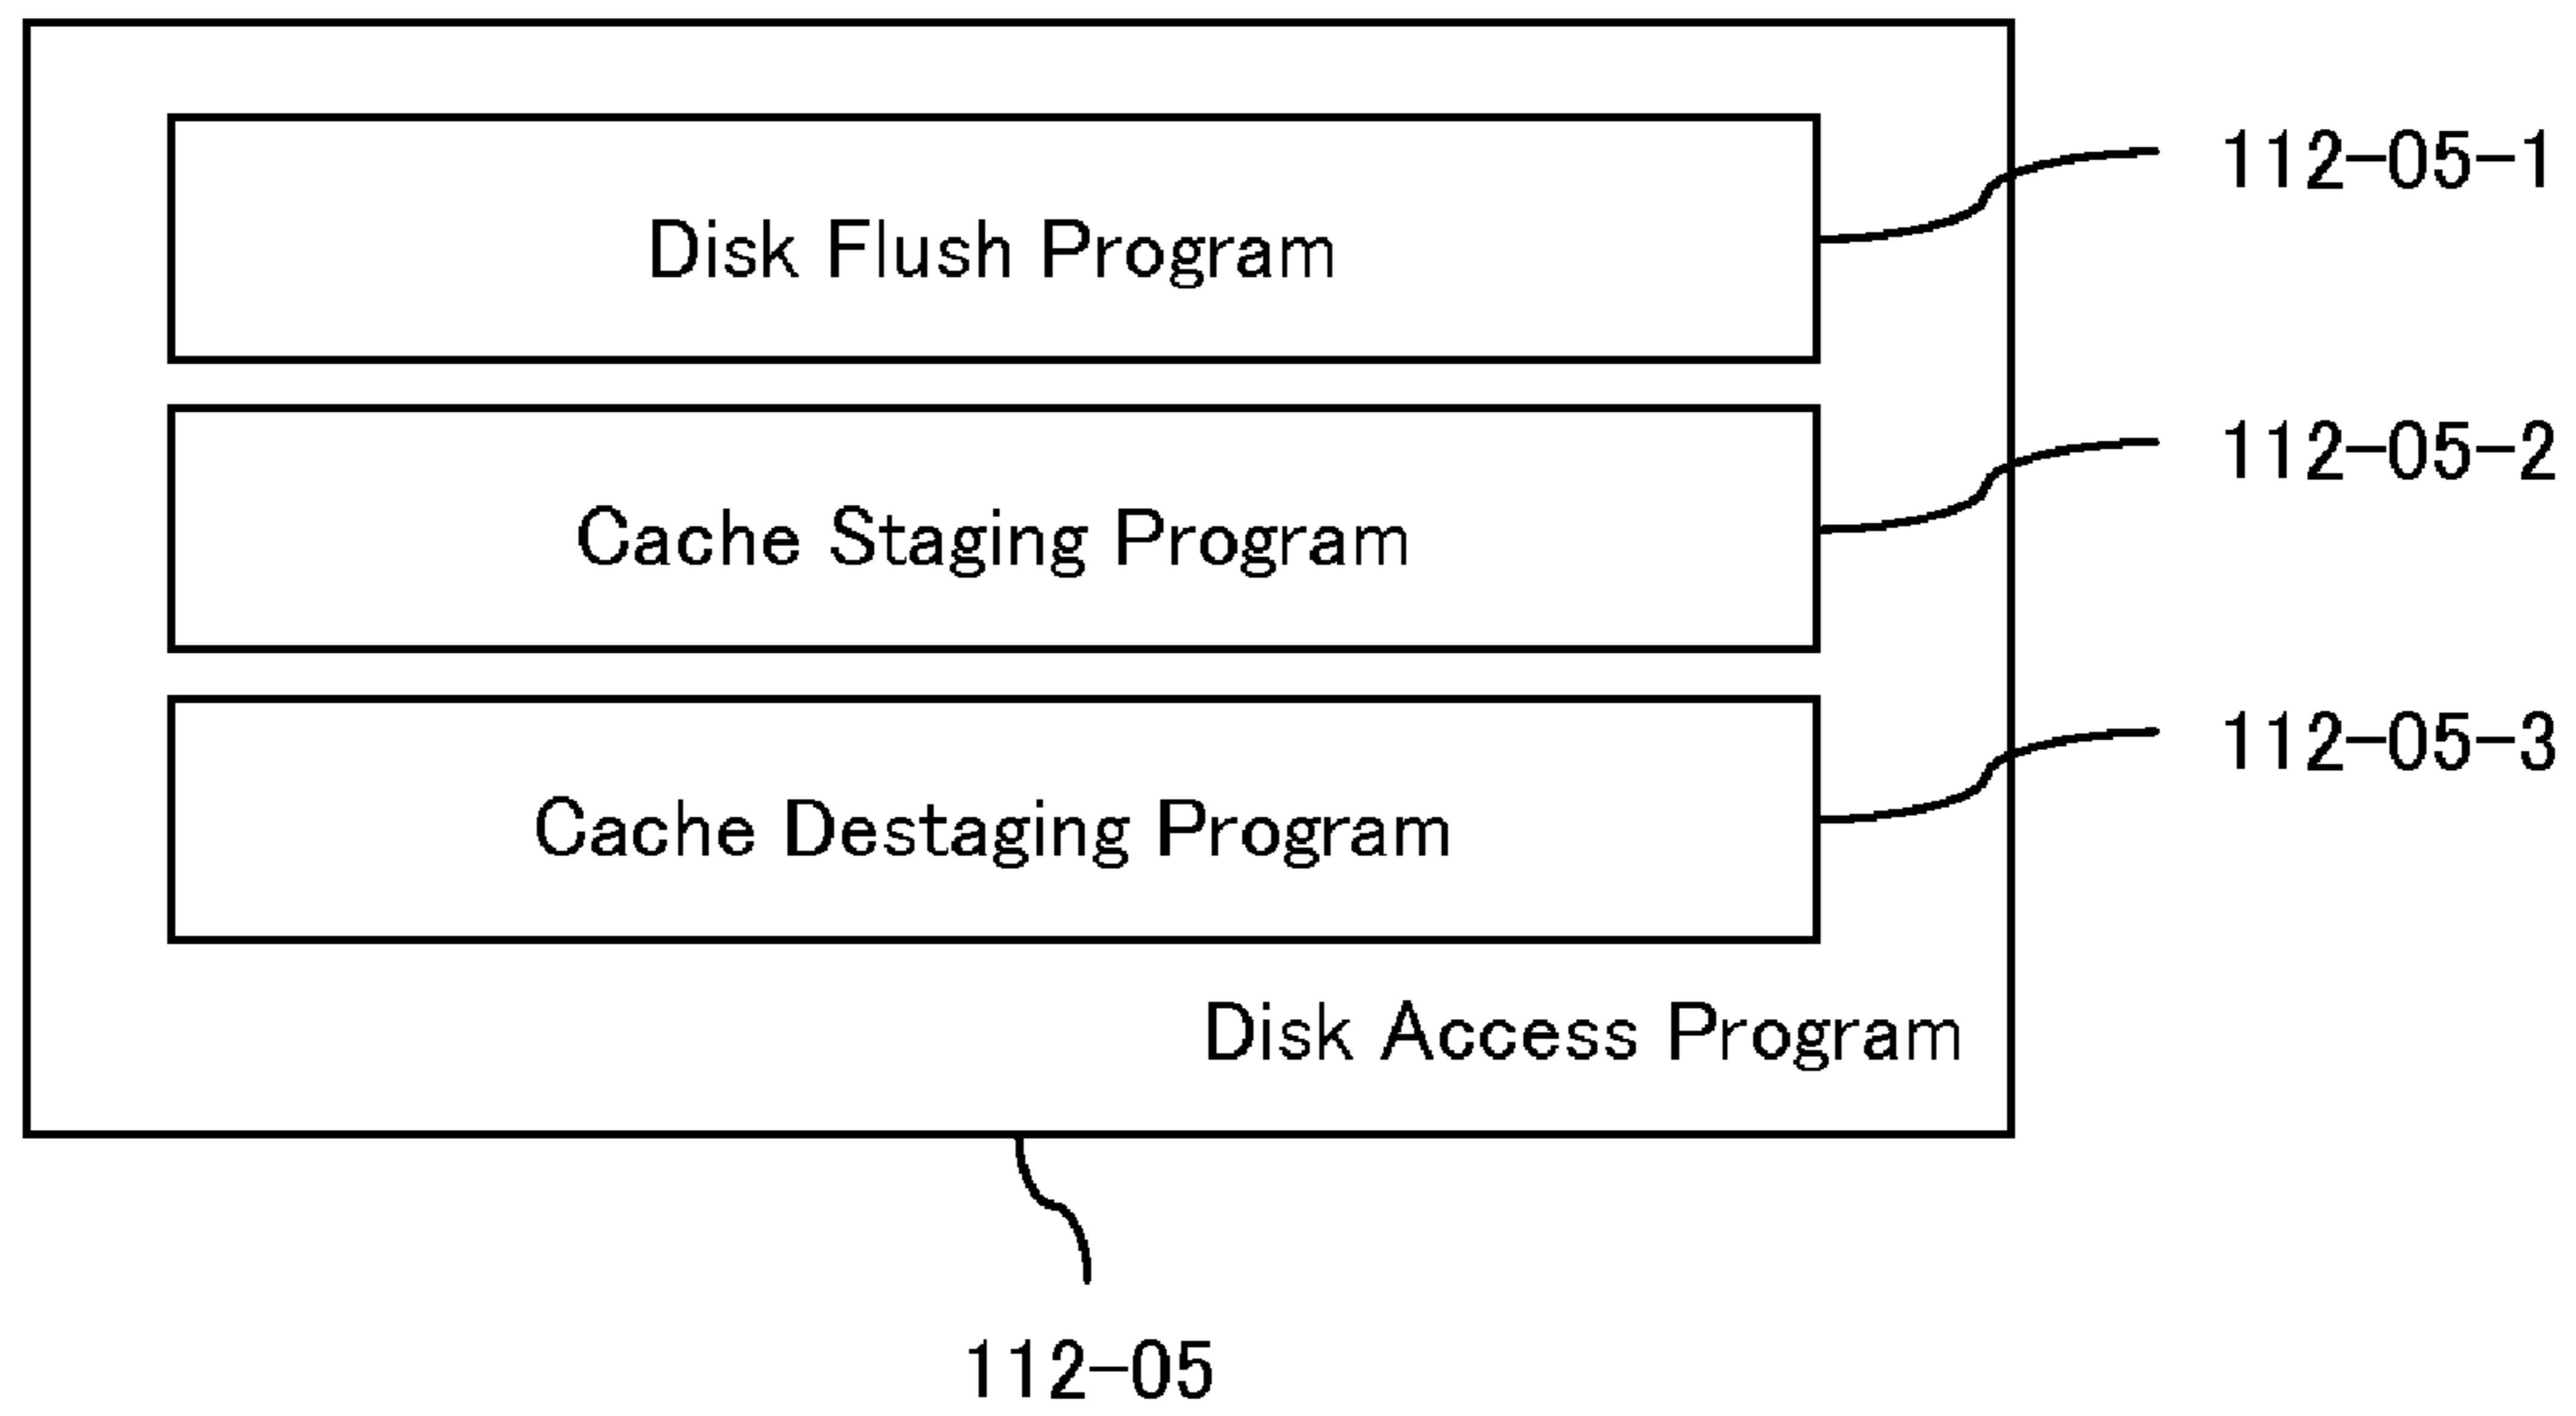 Disk Flush Program
112-05-1
Cache Staging Program
112-05-2
Cache Destaging Program
112-05-3
Disk Access Program
112-05